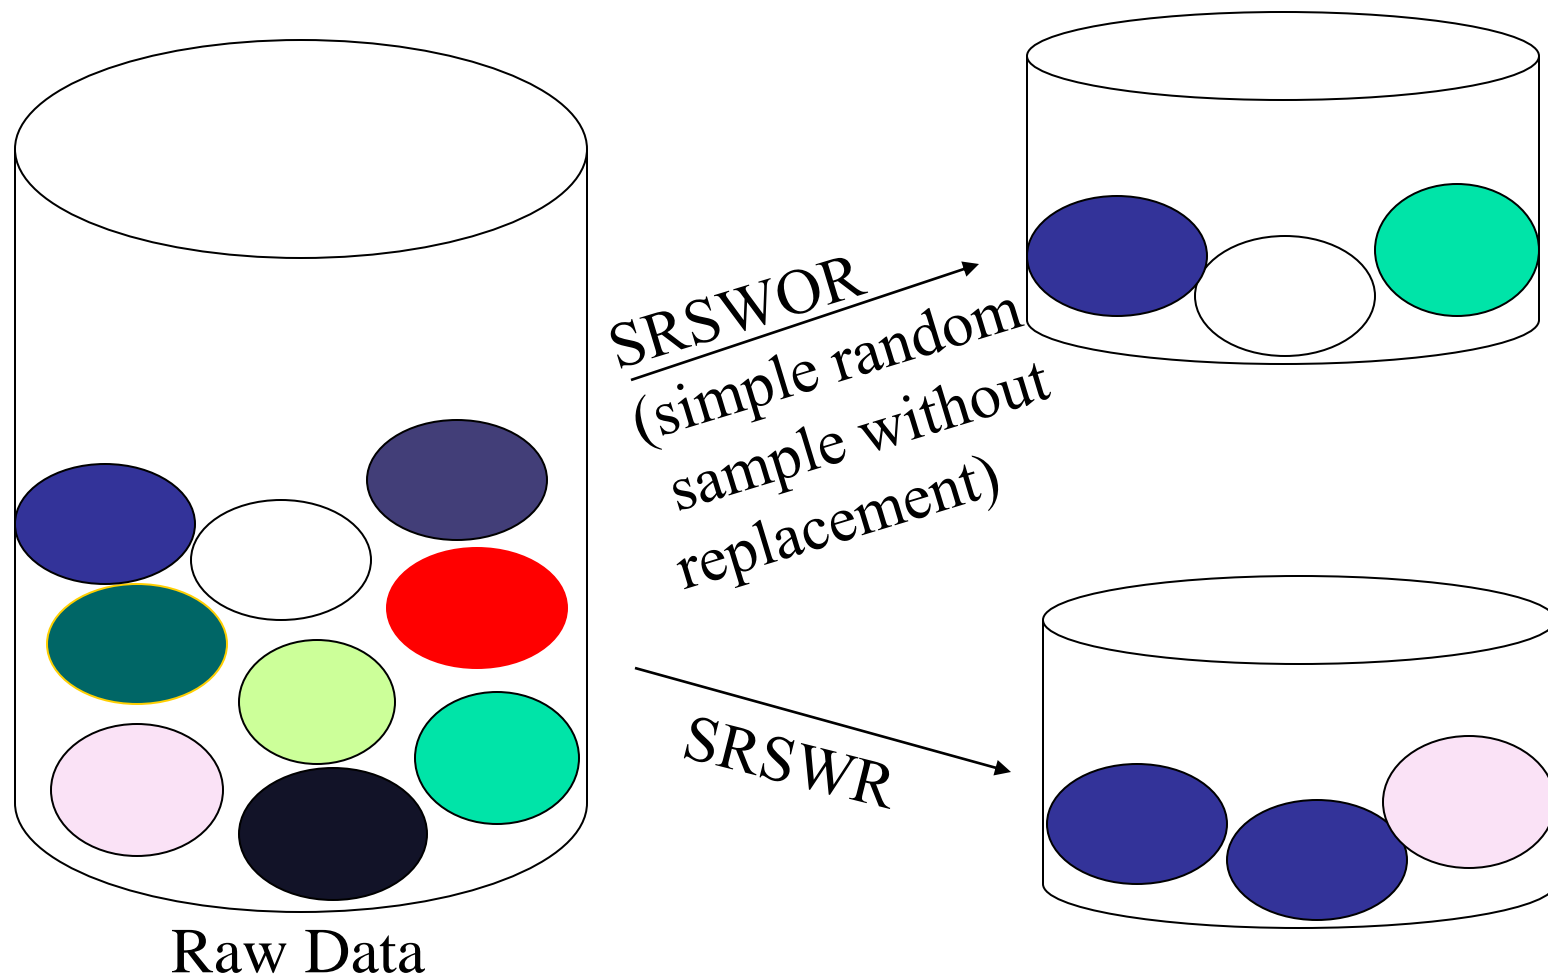 SRSWOR
(simple random
sample without
replacement)
SRSWR
Raw Data